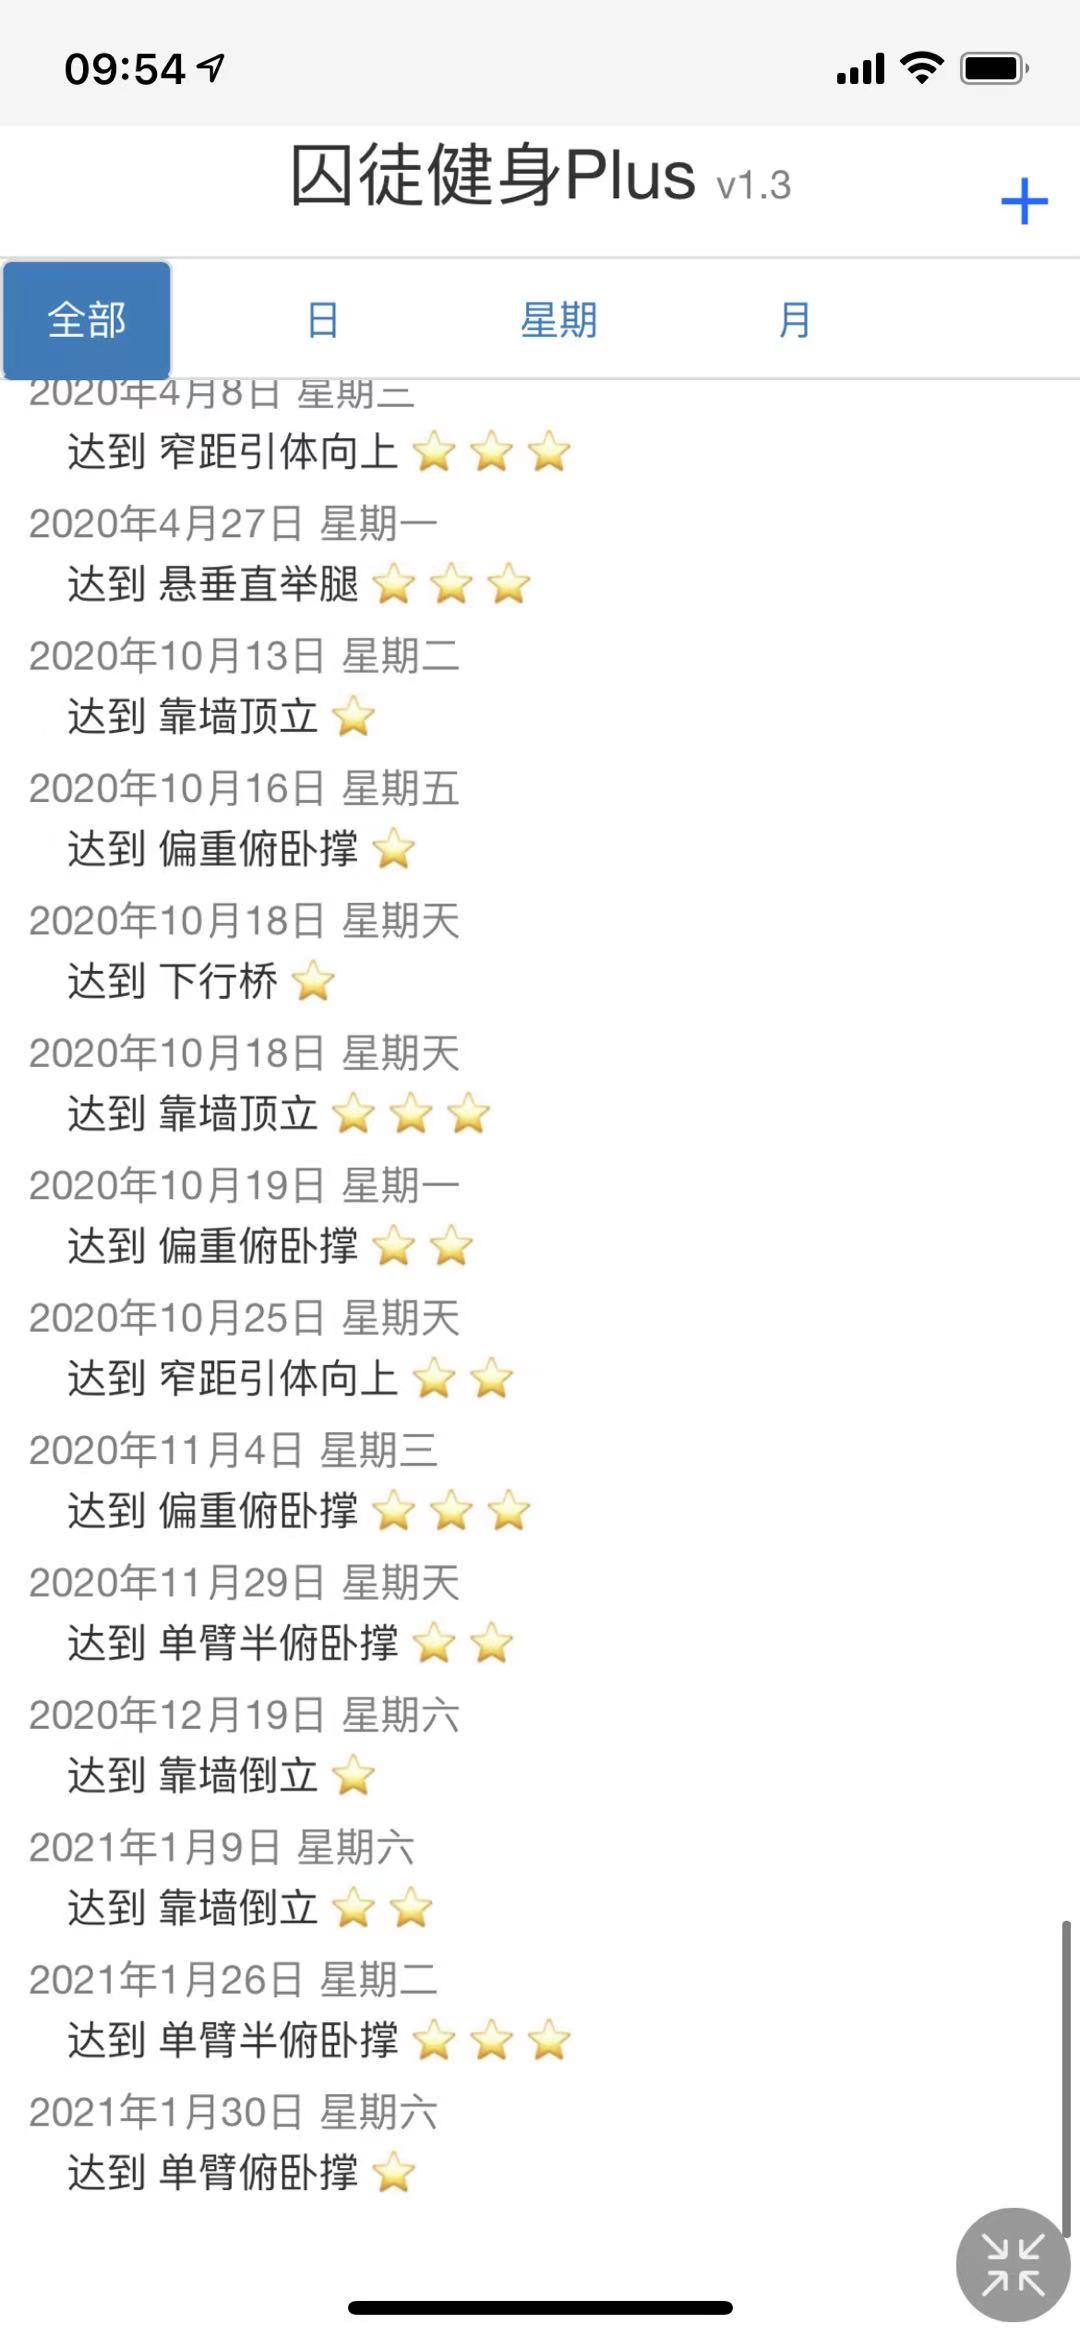 09:54
囚徒健身Plus v1.3
+
全部 日 星期 月
2020年4月8日 星期三
达到 窄距引体向上 ⭐ ⭐ ⭐
2020年4月27日 星期一
达到 悬垂直举腿 ⭐ ⭐ ⭐
2020年10月13日 星期二
达到 靠墙顶立 ⭐
2020年10月16日 星期五
达到 偏重俯卧撑 ⭐
2020年10月18日 星期天
达到 下行桥 ⭐
2020年10月18日 星期天
达到 靠墙顶立 ⭐ ⭐ ⭐
2020年10月19日 星期一
达到 偏重俯卧撑 ⭐ ⭐
2020年10月25日 星期天
达到 窄距引体向上 ⭐ ⭐
2020年11月4日 星期三
达到 偏重俯卧撑 ⭐ ⭐ ⭐
2020年11月29日 星期天
达到 单臂半俯卧撑 ⭐ ⭐
2020年12月19日 星期六
达到 靠墙倒立 ⭐
2021年1月9日 星期六
达到 靠墙倒立 ⭐ ⭐
2021年1月26日 星期二
达到 单臂半俯卧撑 ⭐ ⭐ ⭐
2021年1月30日 星期六
达到 单臂俯卧撑 ⭐